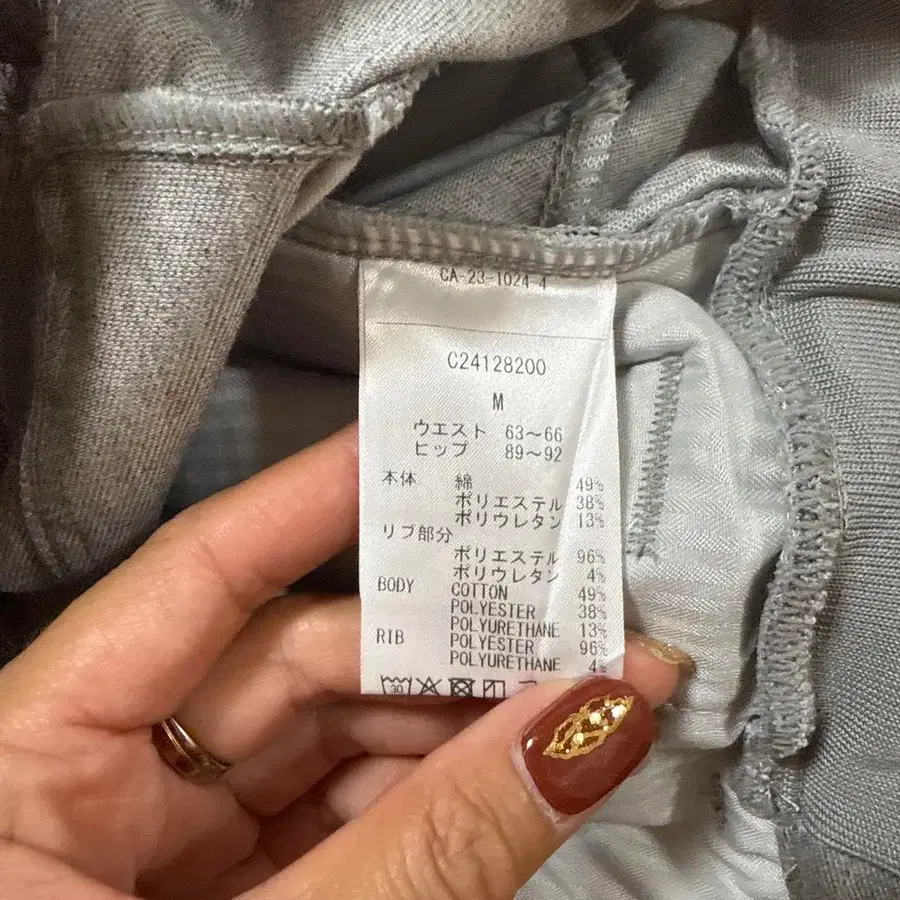 CA-23-1024-4
C24128200
M
ウエスト 63～66
ヒップ 89～92
本体 綿 49%
ポリエステル 38%
ポリウレタン 13%
リブ部分
ポリエステル 96%
ポリウレタン 4%
BODY COTTON 49%
POLYESTER 38%
POLYURETHANE 13%
RIB POLYESTER 96%
POLYURETHANE 4%
30